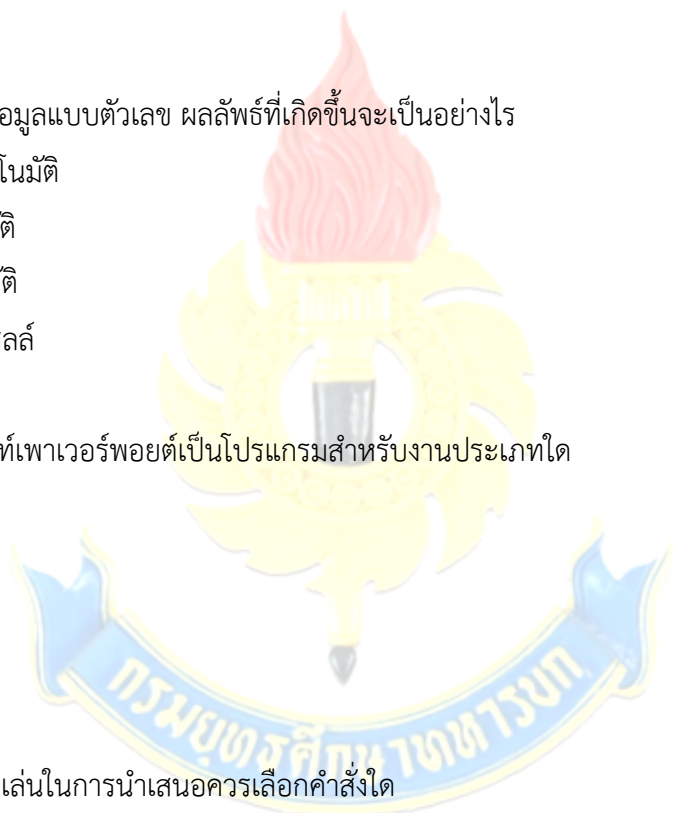 อมูลแบบตัวเลข ผลลัพธ์ที่เกิดขึ้นจะเป็นอย่างไร
โนมัติ
ติ
ัติ
ซลล์
ท์เพาเวอร์พอยต์เป็นโปรแกรมสำหรับงานประเภทใด
กรมยุทธศึกษาทหารบก
เล่นในการนำเสนอควรเลือกคำสั่งใด